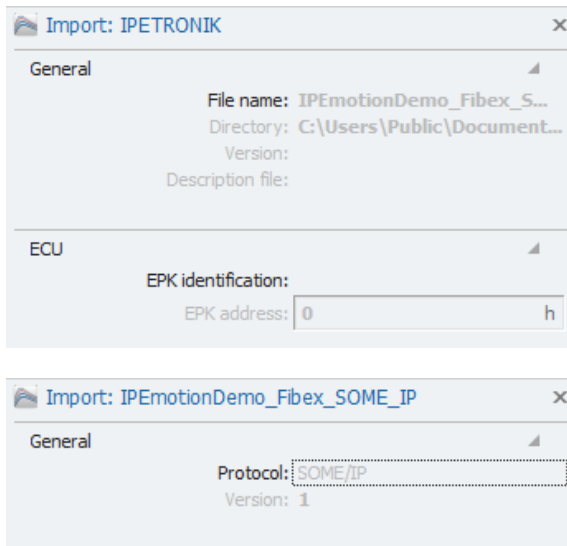 Import: IPETRONIK
General
File name: IPEmotionDemo_Fibex_S...
Directory: C:\Users\Public\Document...
Version:
Description file:
ECU
EPK identification:
EPK address: 0 h
Import: IPEmotionDemo_Fibex_SOME_IP
General
Protocol: SOME/IP
Version: 1